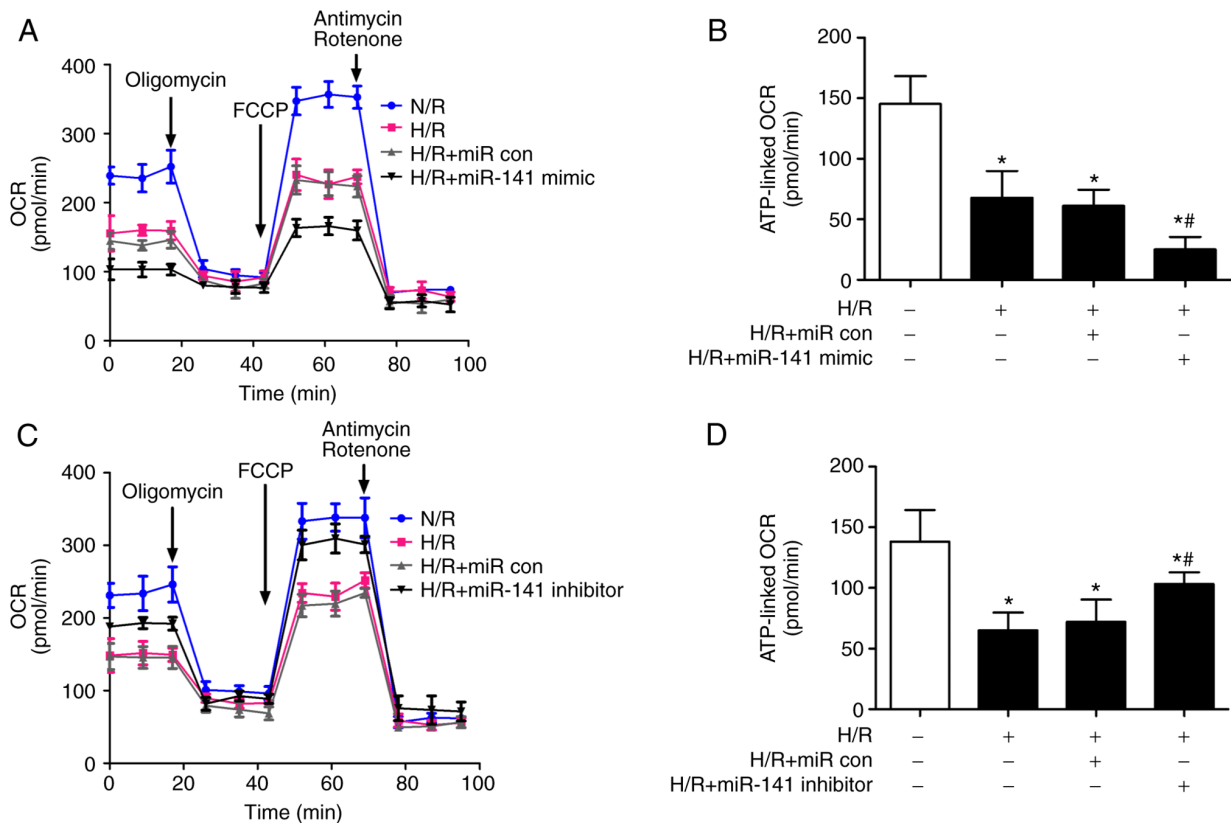 A
Antimycin
Rotenone
Oligomycin
FCCP
N/R
H/R
H/R+miR con
H/R+miR-141 mimic
OCR
(pmol/min)
400
300
200
100
0
0 20 40 60 80 100
Time (min)
B
ATP-linked OCR
(pmol/min)
200
150
100
50
0
* * *#
H/R – + + +
H/R+miR con – – + –
H/R+miR-141 mimic – – – +
C
Antimycin
Rotenone
Oligomycin
FCCP
N/R
H/R
H/R+miR con
H/R+miR-141 inhibitor
OCR
(pmol/min)
400
300
200
100
0
0 20 40 60 80 100
Time (min)
D
ATP-linked OCR
(pmol/min)
200
150
100
50
0
* * *#
H/R – + + +
H/R+miR con – – + –
H/R+miR-141 inhibitor – – – +